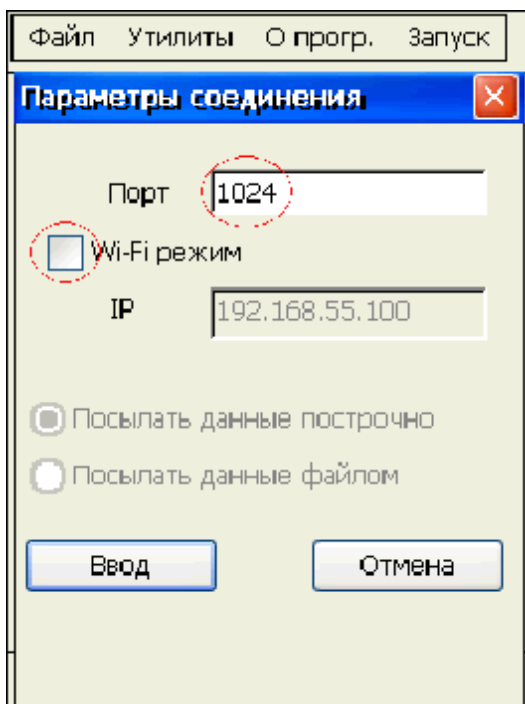 Файл Утилиты О прогр. Запуск
Параметры соединения
Порт 1024
Wi-Fi режим
IP 192.168.55.100
Посылать данные построчно
Посылать данные файлом
Ввод Отмена